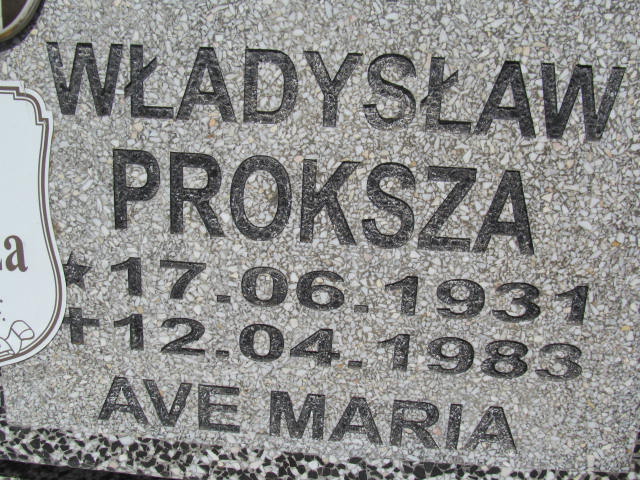 WŁADYSŁAW
PROKSZA
★ 17.06.1931
✝ 12.04.1983
AVE MARIA